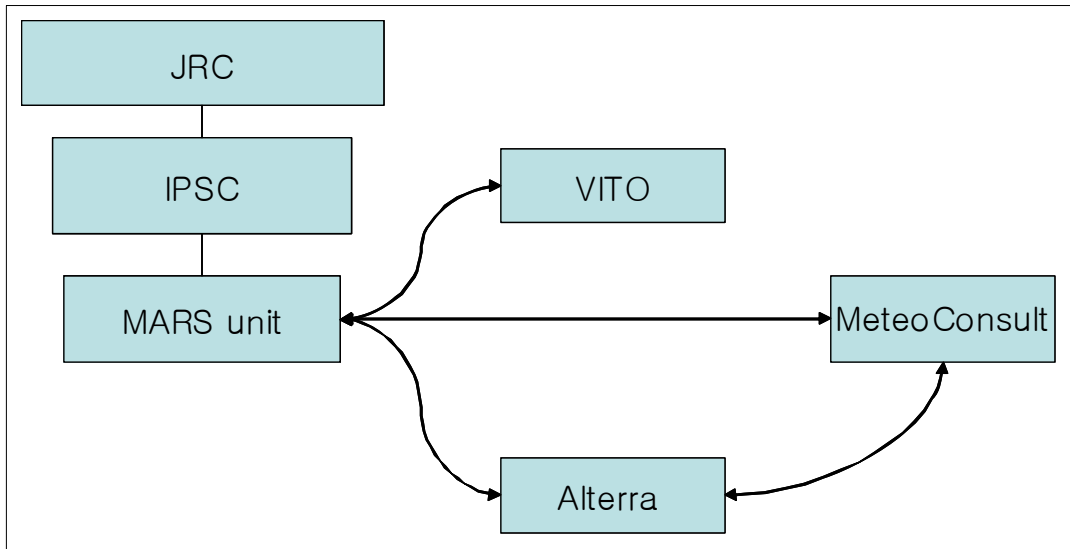 JRC
IPSC
VITO
MARS unit
MeteoConsult
Alterra